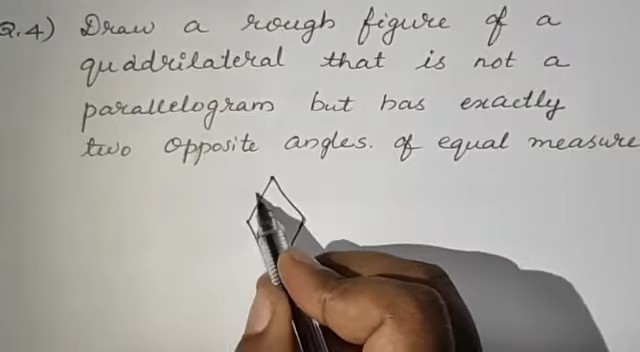 Q.4) Draw a rough figure of a
quadrilateral that is not a
parallelogram but has exactly
two opposite angles. of equal measure